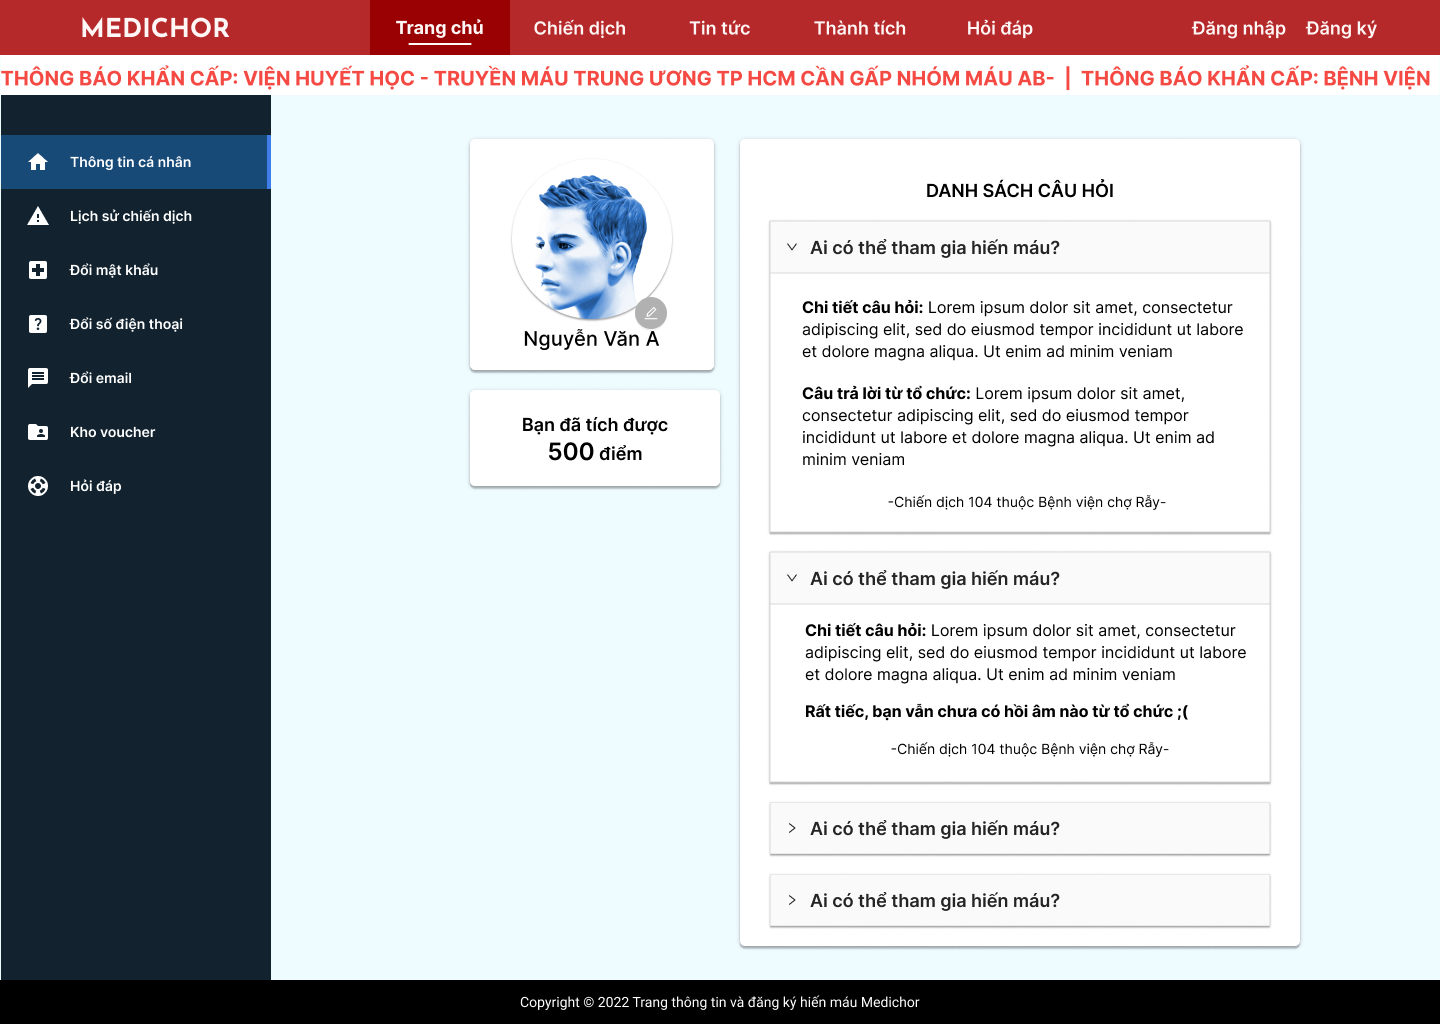 MEDICHOR
Trang chủ
Chiến dịch
Tin tức
Thành tích
Hỏi đáp
Đăng nhập
Đăng ký
THÔNG BÁO KHẨN CẤP: VIỆN HUYẾT HỌC - TRUYỀN MÁU TRUNG ƯƠNG TP HCM CẦN GẤP NHÓM MÁU AB- | THÔNG BÁO KHẨN CẤP: BỆNH VIỆN
Thông tin cá nhân
Lịch sử chiến dịch
Đổi mật khẩu
Đổi số điện thoại
Đổi email
Kho voucher
Hỏi đáp
Nguyễn Văn A
Bạn đã tích được
500 điểm
DANH SÁCH CÂU HỎI
Ai có thể tham gia hiến máu?
Chi tiết câu hỏi: Lorem ipsum dolor sit amet, consectetur
adipiscing elit, sed do eiusmod tempor incididunt ut labore
et dolore magna aliqua. Ut enim ad minim veniam
Câu trả lời từ tổ chức: Lorem ipsum dolor sit amet,
consectetur adipiscing elit, sed do eiusmod tempor
incididunt ut labore et dolore magna aliqua. Ut enim ad
minim veniam
-Chiến dịch 104 thuộc Bệnh viện chợ Rẫy-
Ai có thể tham gia hiến máu?
Chi tiết câu hỏi: Lorem ipsum dolor sit amet, consectetur
adipiscing elit, sed do eiusmod tempor incididunt ut labore
et dolore magna aliqua. Ut enim ad minim veniam
Rất tiếc, bạn vẫn chưa có hồi âm nào từ tổ chức ;(
-Chiến dịch 104 thuộc Bệnh viện chợ Rẫy-
Ai có thể tham gia hiến máu?
Ai có thể tham gia hiến máu?
Copyright © 2022 Trang thông tin và đăng ký hiến máu Medichor